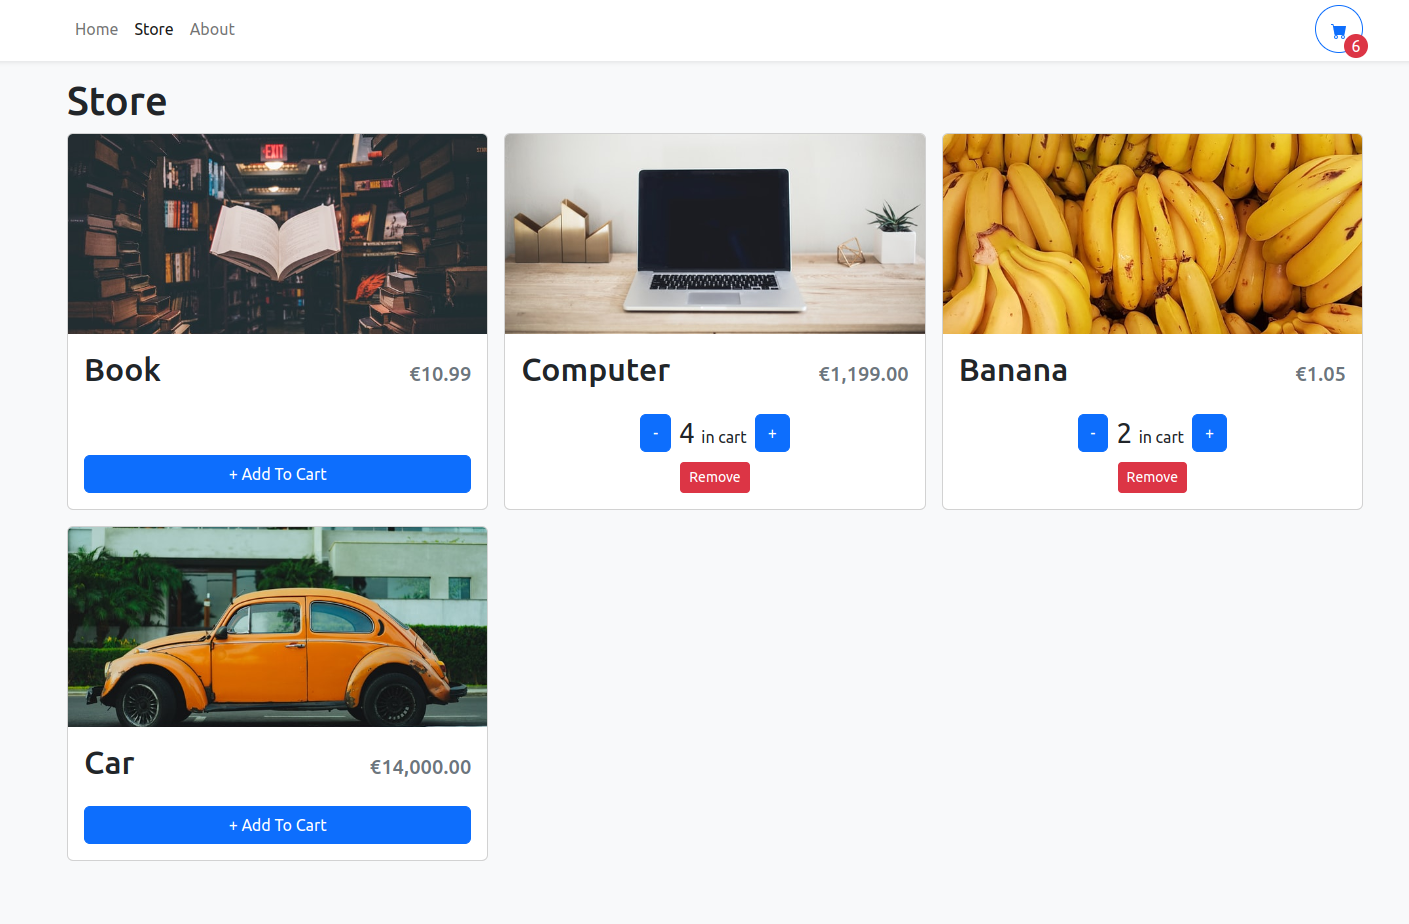 Home Store About
6
Store
EXIT
Book €10.99
+ Add To Cart
Computer €1,199.00
- 4 in cart +
Remove
Banana €1.05
- 2 in cart +
Remove
Car €14,000.00
+ Add To Cart